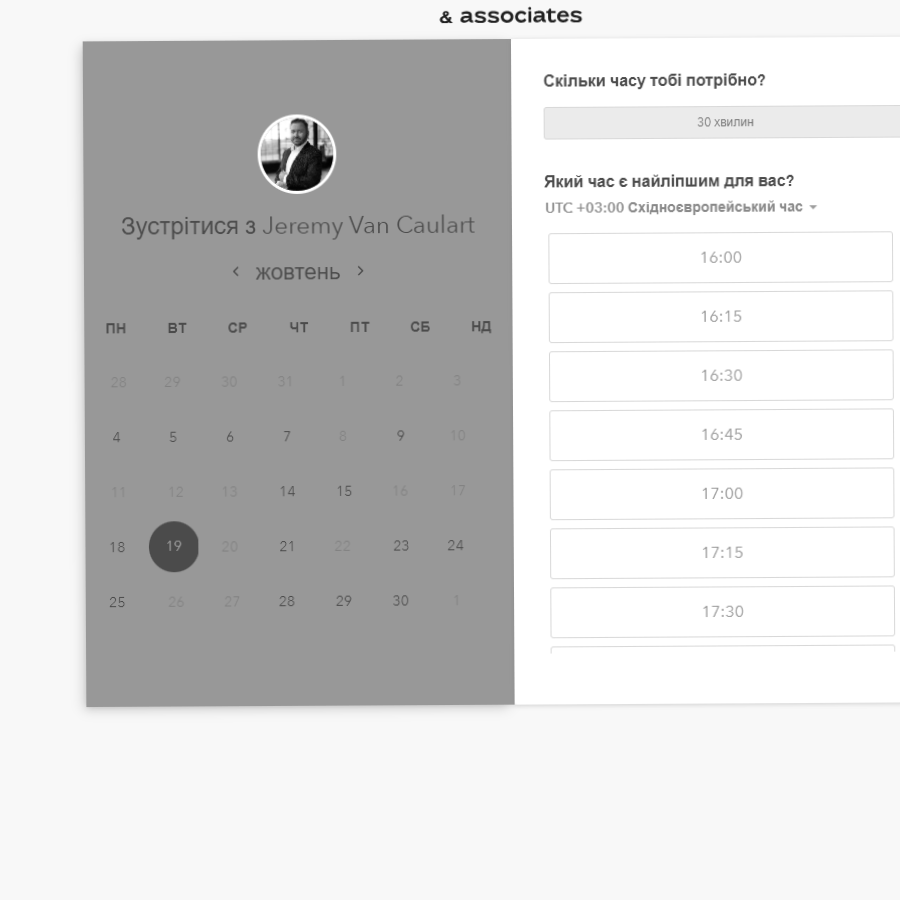 & associates
Зустрітися з Jeremy Van Caulart
жовтень
ПН ВТ СР ЧТ ПТ СБ НД
28 29 30 31 1 2 3
4 5 6 7 8 9 10
11 12 13 14 15 16 17
18 19 20 21 22 23 24
25 26 27 28 29 30 1
Скільки часу тобі потрібно?
30 хвилин
Який час є найліпшим для вас?
UTC +03:00 Східноєвропейський час
16:00
16:15
16:30
16:45
17:00
17:15
17:30